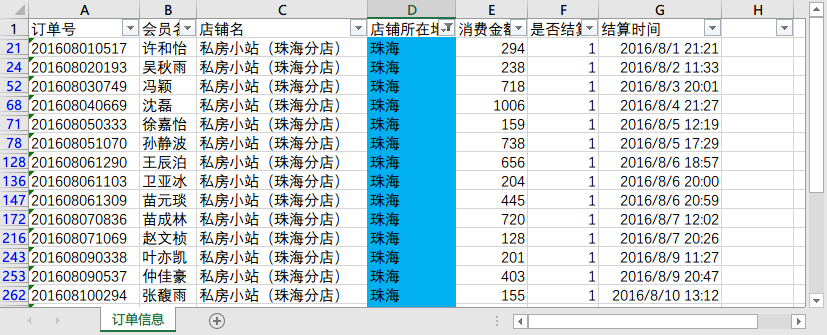 A B C D E F G H
1 订单号 会员名 店铺名 店铺所在地 消费金额 是否结算 结算时间
21 201608010517 许和怡 私房小站（珠海分店） 珠海 294 1 2016/8/1 21:21
24 201608020193 吴秋雨 私房小站（珠海分店） 珠海 238 1 2016/8/2 11:33
52 201608030749 冯颖 私房小站（珠海分店） 珠海 718 1 2016/8/3 20:01
68 201608040669 沈磊 私房小站（珠海分店） 珠海 1006 1 2016/8/4 21:27
71 201608050333 徐嘉怡 私房小站（珠海分店） 珠海 159 1 2016/8/5 12:19
78 201608051070 孙静波 私房小站（珠海分店） 珠海 738 1 2016/8/5 17:29
128 201608061290 王辰泊 私房小站（珠海分店） 珠海 656 1 2016/8/6 18:57
136 201608061103 卫亚冰 私房小站（珠海分店） 珠海 204 1 2016/8/6 20:00
147 201608061309 苗元琰 私房小站（珠海分店） 珠海 445 1 2016/8/6 20:59
172 201608070836 苗成林 私房小站（珠海分店） 珠海 720 1 2016/8/7 12:02
216 201608071069 赵文桢 私房小站（珠海分店） 珠海 128 1 2016/8/7 20:26
243 201608090338 叶亦凯 私房小站（珠海分店） 珠海 201 1 2016/8/9 11:27
253 201608090537 仲佳豪 私房小站（珠海分店） 珠海 403 1 2016/8/9 20:47
262 201608100294 张馥雨 私房小站（珠海分店） 珠海 155 1 2016/8/10 13:12
订单信息